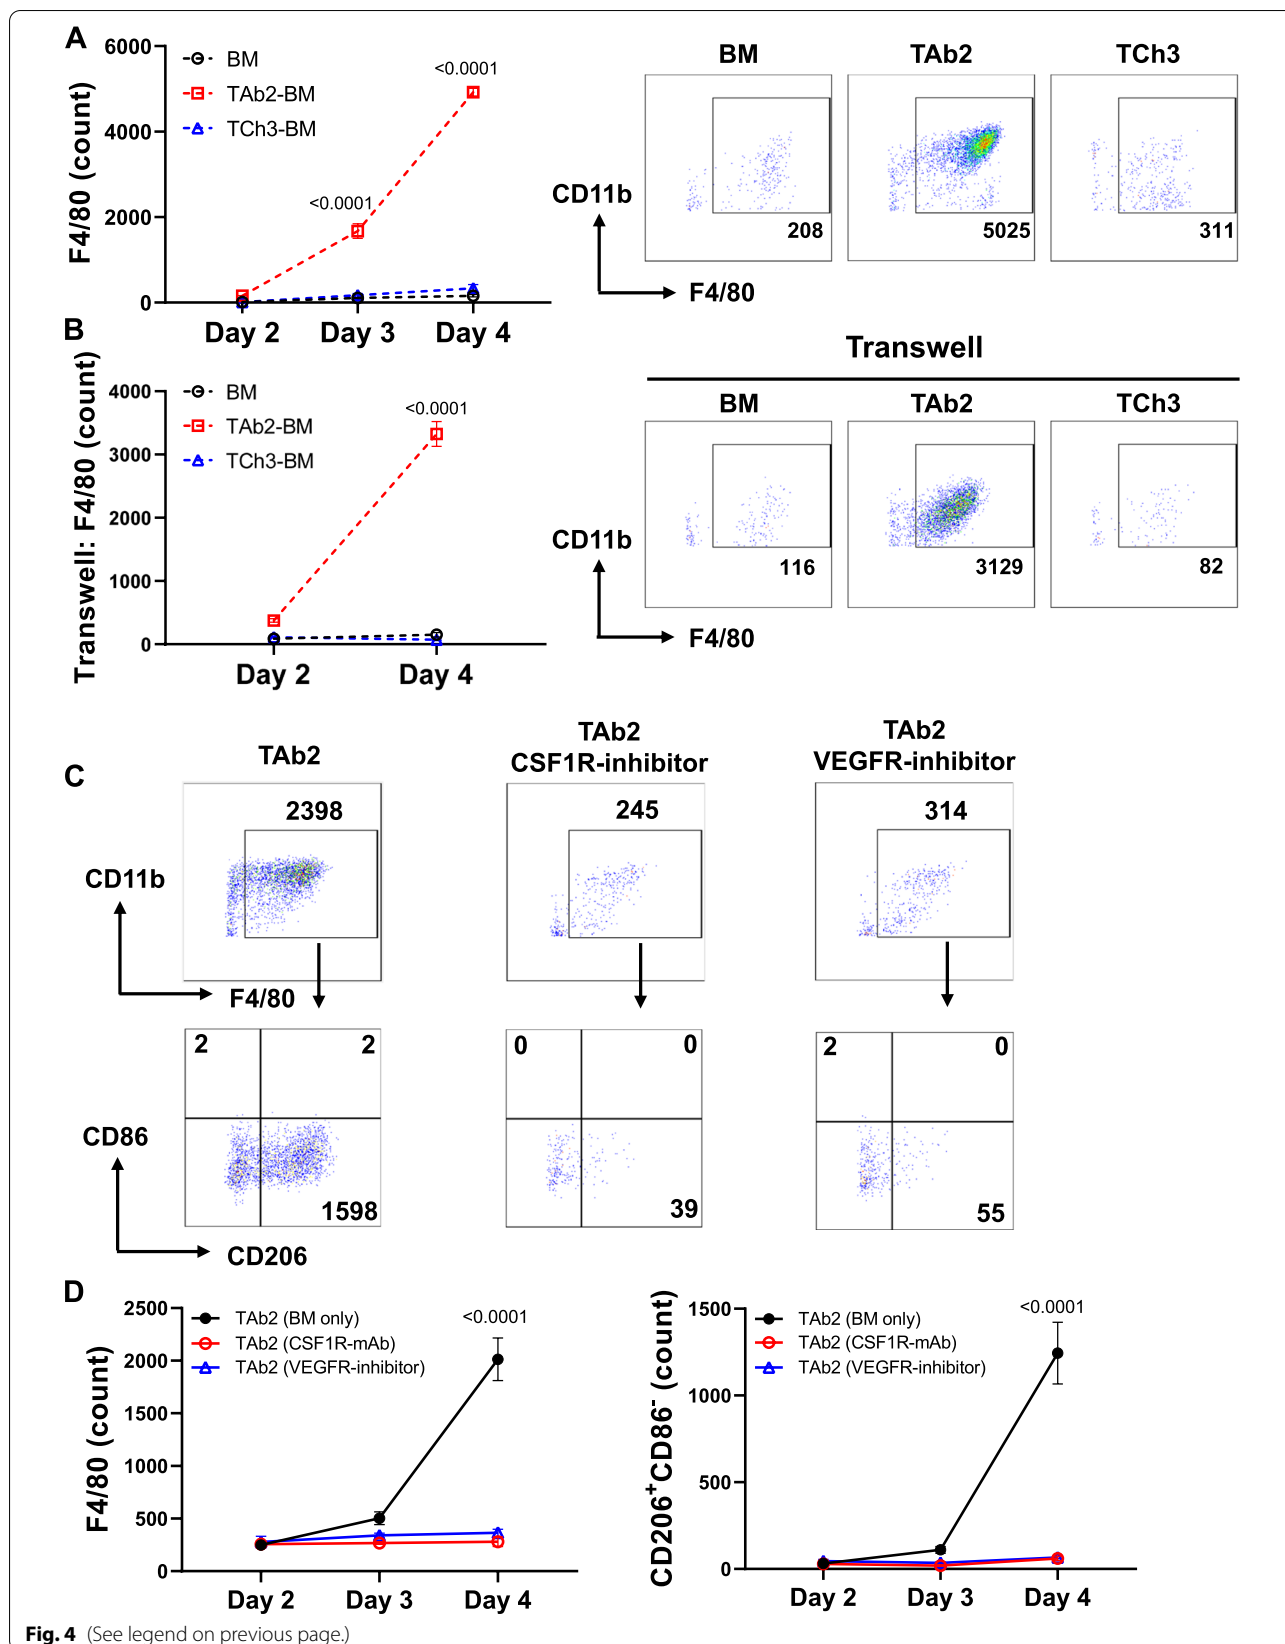 A
F4/80 (count)
6000
4000
2000
0
BM
TAb2-BM
TCh3-BM
<0.0001
<0.0001
Day 2 Day 3 Day 4
BM TAb2 TCh3
CD11b
F4/80
208 5025 311
B
Transwell: F4/80 (count)
4000
3000
2000
1000
0
BM
TAb2-BM
TCh3-BM
<0.0001
Day 2 Day 4
Transwell
BM TAb2 TCh3
CD11b
F4/80
116 3129 82
C
TAb2
TAb2
CSF1R-inhibitor
TAb2
VEGFR-inhibitor
2398 245 314
CD11b
F4/80
2 2 0 0 2 0
CD86
1598 39 55
CD206
D
F4/80 (count)
2500
2000
1500
1000
500
0
TAb2 (BM only)
TAb2 (CSF1R-mAb)
TAb2 (VEGFR-inhibitor)
<0.0001
Day 2 Day 3 Day 4
CD206+CD86- (count)
1500
1000
500
0
TAb2 (BM only)
TAb2 (CSF1R-mAb)
TAb2 (VEGFR-inhibitor)
<0.0001
Day 2 Day 3 Day 4
Fig. 4 (See legend on previous page.)